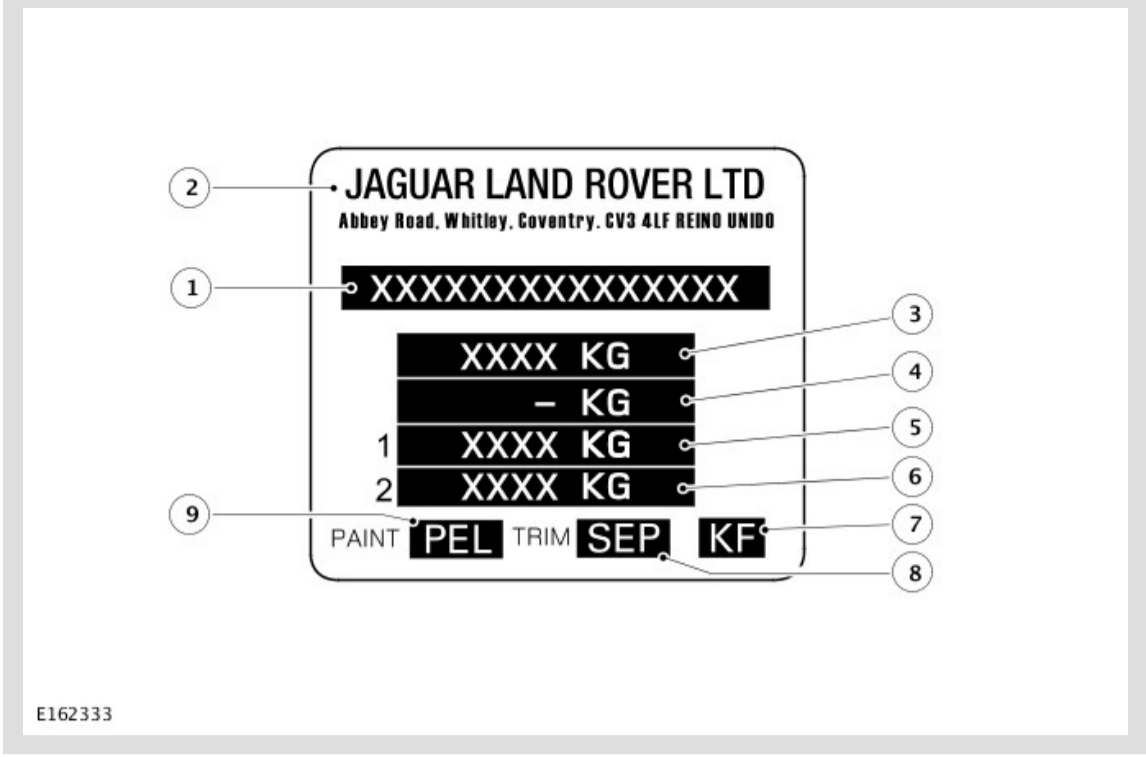 JAGUAR LAND ROVER LTD
Abbey Road, Whitley, Coventry. CV3 4LF REINO UNIDO
XXXXXXXXXXXXXXX
XXXX KG
– KG
1 XXXX KG
2 XXXX KG
PAINT PEL TRIM SEP KF
2
1
3
4
5
6
9
7
8
E162333